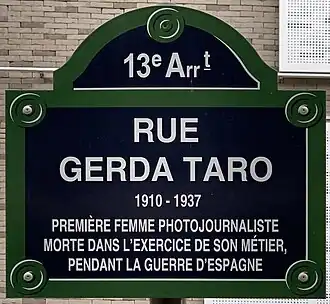 13e Arrt
RUE
GERDA TARO
1910 - 1937
PREMIÈRE FEMME PHOTOJOURNALISTE
MORTE DANS L'EXERCICE DE SON MÉTIER,
PENDANT LA GUERRE D'ESPAGNE